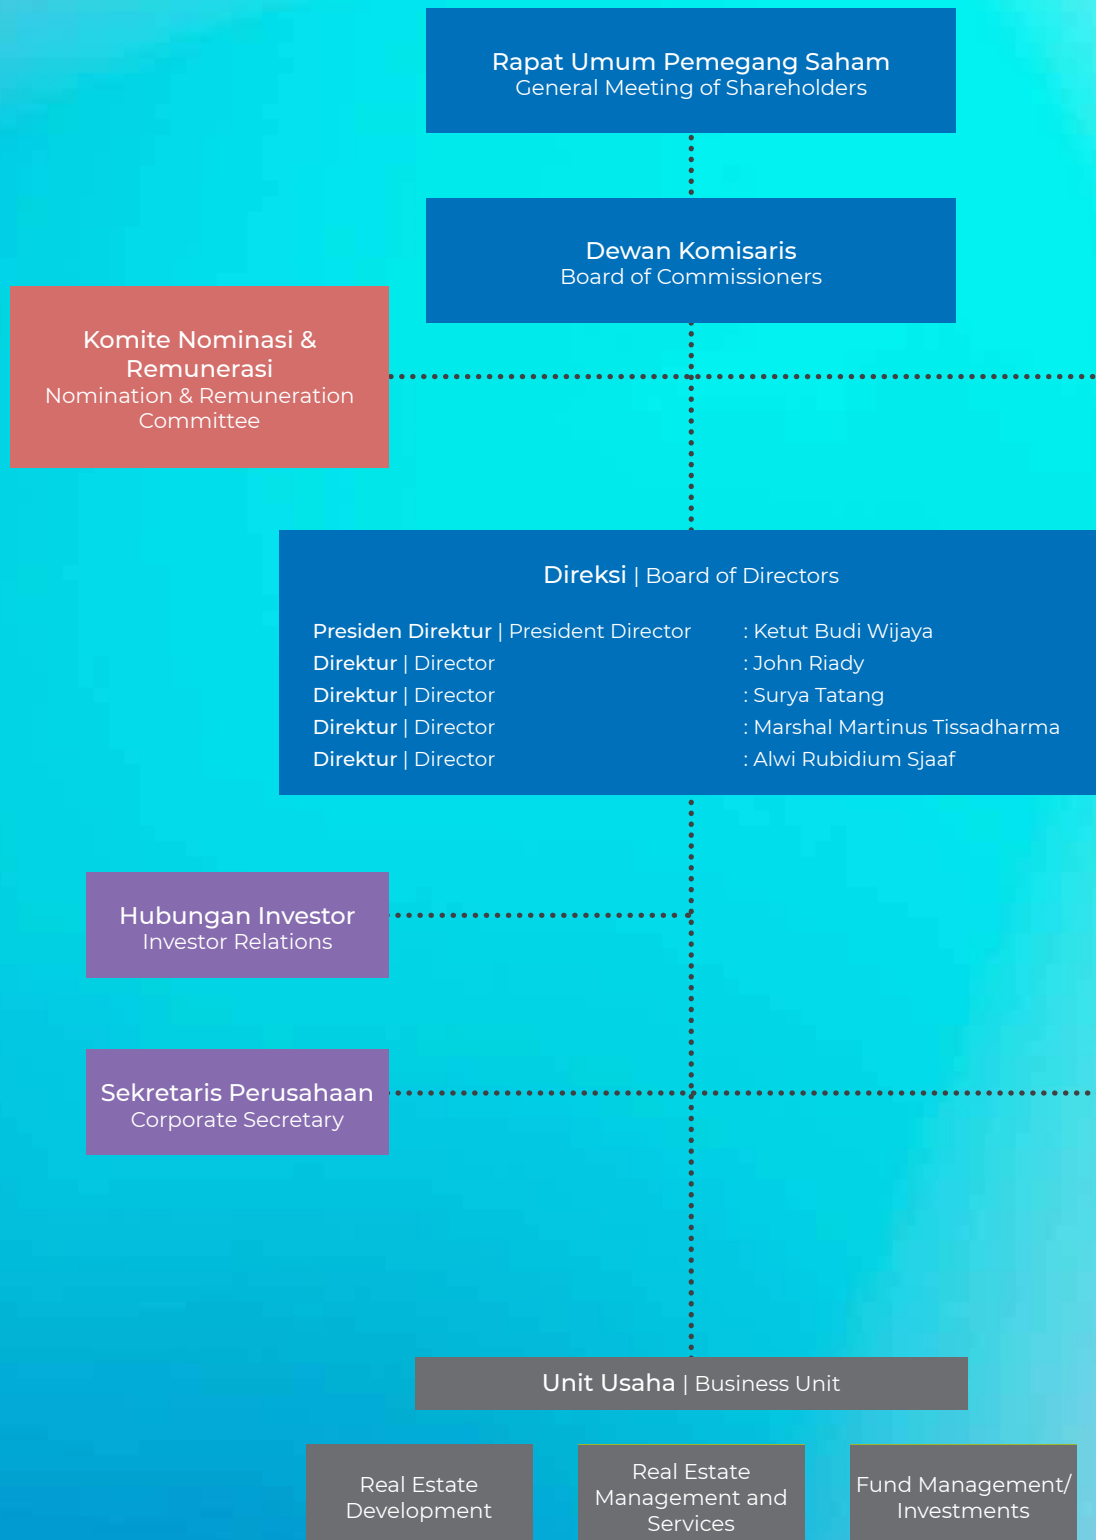 Rapat Umum Pemegang Saham
General Meeting of Shareholders
Dewan Komisaris
Board of Commissioners
Komite Nominasi &
Remunerasi
Nomination & Remuneration
Committee
Direksi | Board of Directors
Presiden Direktur | President Director : Ketut Budi Wijaya
Direktur | Director : John Riady
Direktur | Director : Surya Tatang
Direktur | Director : Marshal Martinus Tissadharma
Direktur | Director : Alwi Rubidium Sjaaf
Hubungan Investor
Investor Relations
Sekretaris Perusahaan
Corporate Secretary
Unit Usaha | Business Unit
Real Estate
Development
Real Estate
Management and
Services
Fund Management/
Investments